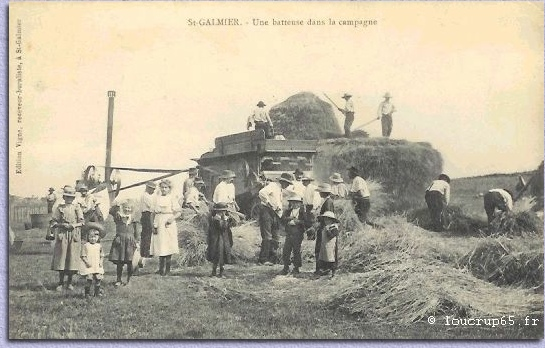 St-GALMIER. - Une batteuse dans la campagne
Edition Vigne, receveur-buraliste, à St-Galmier
© loucrup65.fr